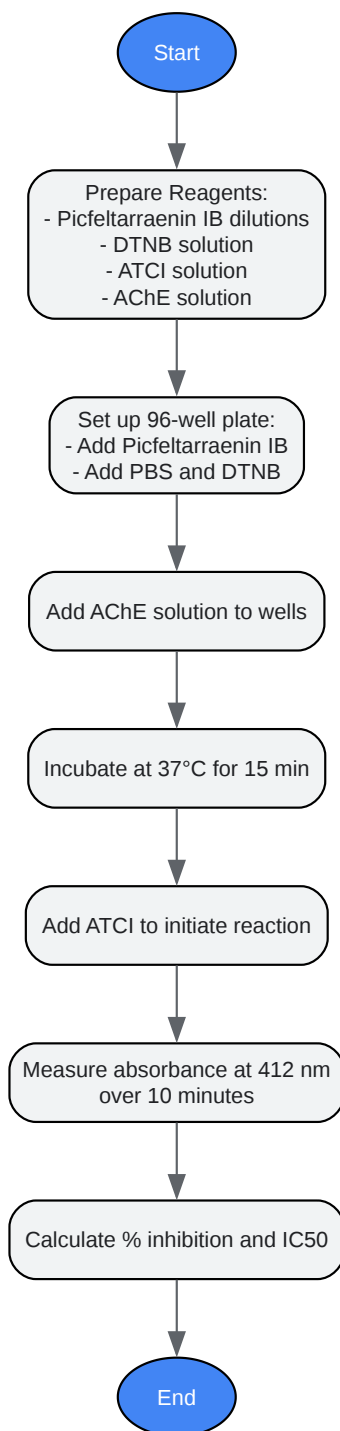 Start
Prepare Reagents:
- Picfeltarraenin IB dilutions
- DTNB solution
- ATCI solution
- AChE solution
Set up 96-well plate:
- Add Picfeltarraenin IB
- Add PBS and DTNB
Add AChE solution to wells
Incubate at 37°C for 15 min
Add ATCI to initiate reaction
Measure absorbance at 412 nm
over 10 minutes
Calculate % inhibition and IC50
End